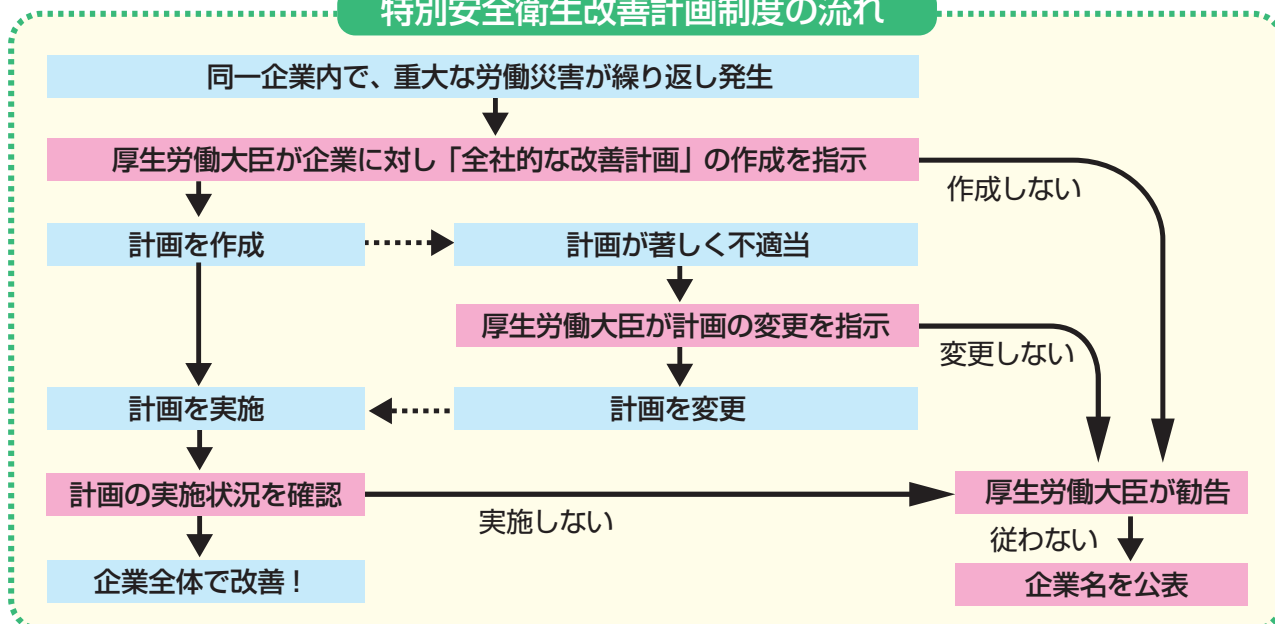 特別安全衛生改善計画制度の流れ
同一企業内で、重大な労働災害が繰り返し発生
厚生労働大臣が企業に対し「全社的な改善計画」の作成を指示
作成しない
計画を作成
計画が著しく不適当
厚生労働大臣が計画の変更を指示
変更しない
計画を実施
計画を変更
計画の実施状況を確認
実施しない
厚生労働大臣が勧告
従わない
企業全体で改善!
企業名を公表